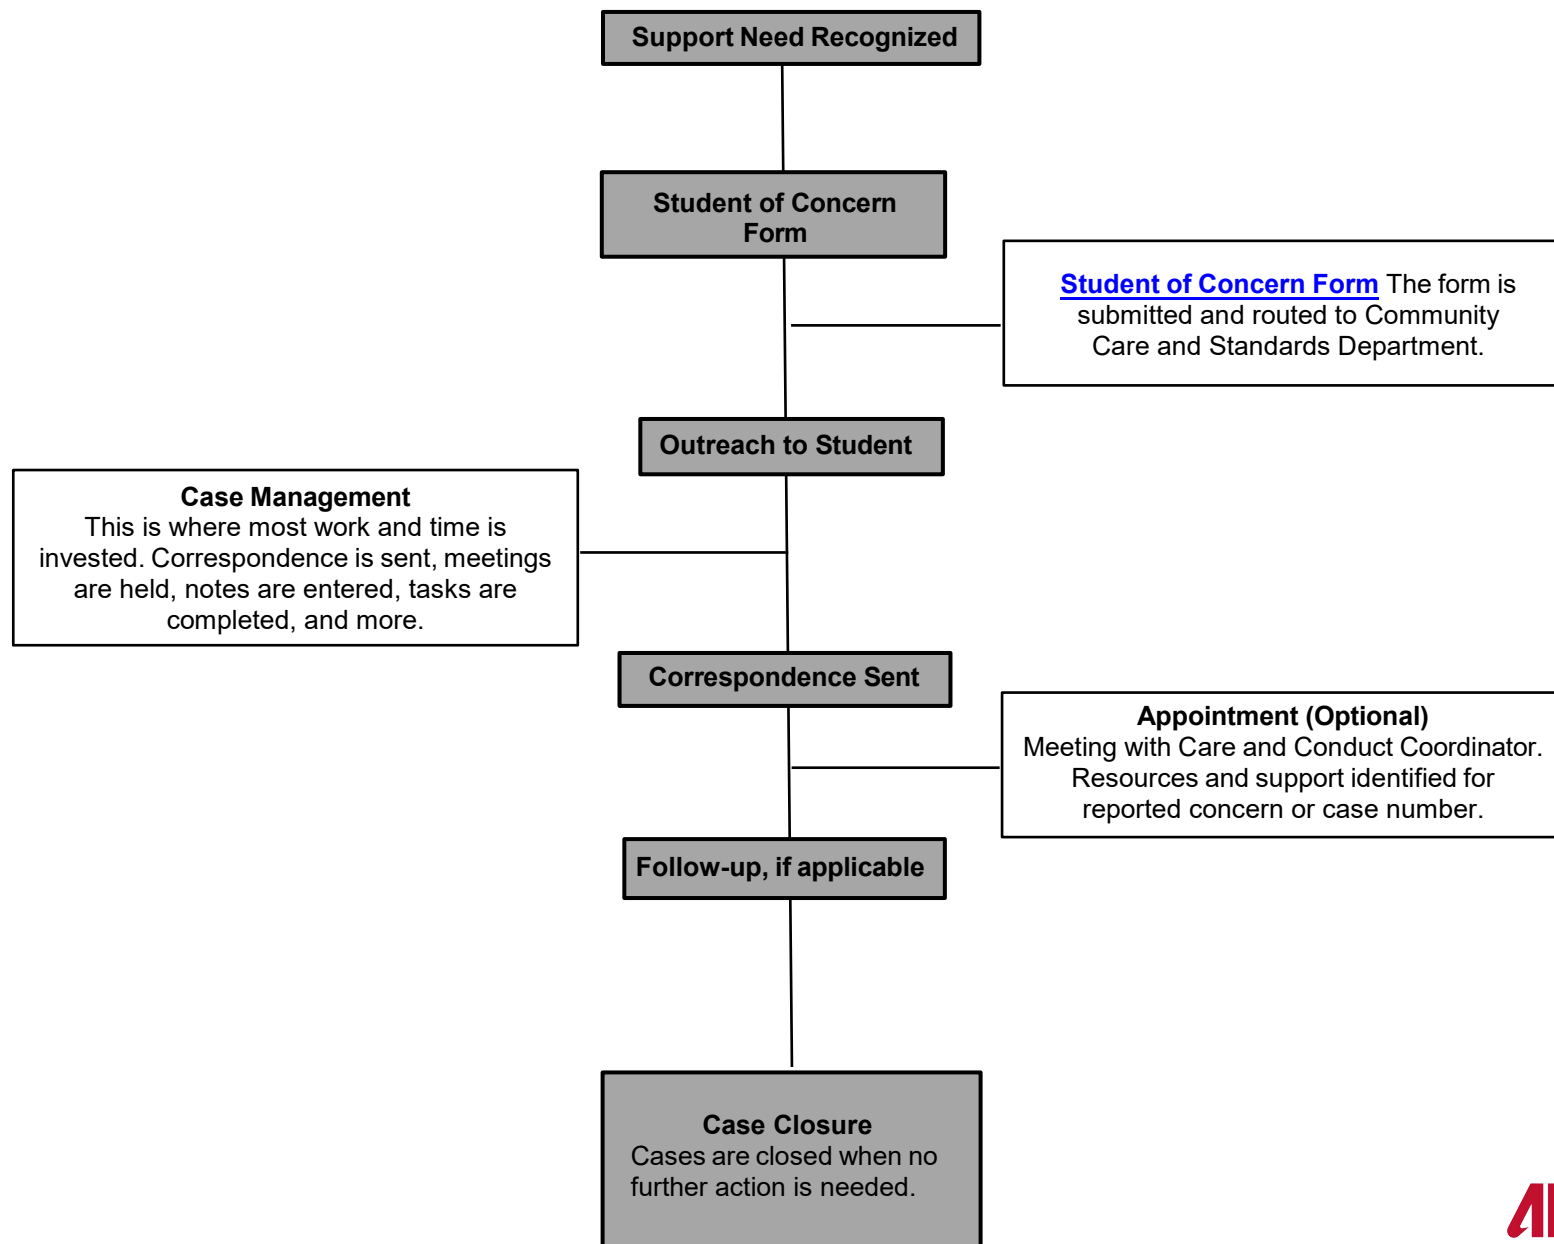 Support Need Recognized
Student of Concern
Form
Student of Concern Form The form is
submitted and routed to Community
Care and Standards Department.
Outreach to Student
Case Management
This is where most work and time is
invested. Correspondence is sent, meetings
are held, notes are entered, tasks are
completed, and more.
Correspondence Sent
Appointment (Optional)
Meeting with Care and Conduct Coordinator.
Resources and support identified for
reported concern or case number.
Follow-up, if applicable
Case Closure
Cases are closed when no
further action is needed.